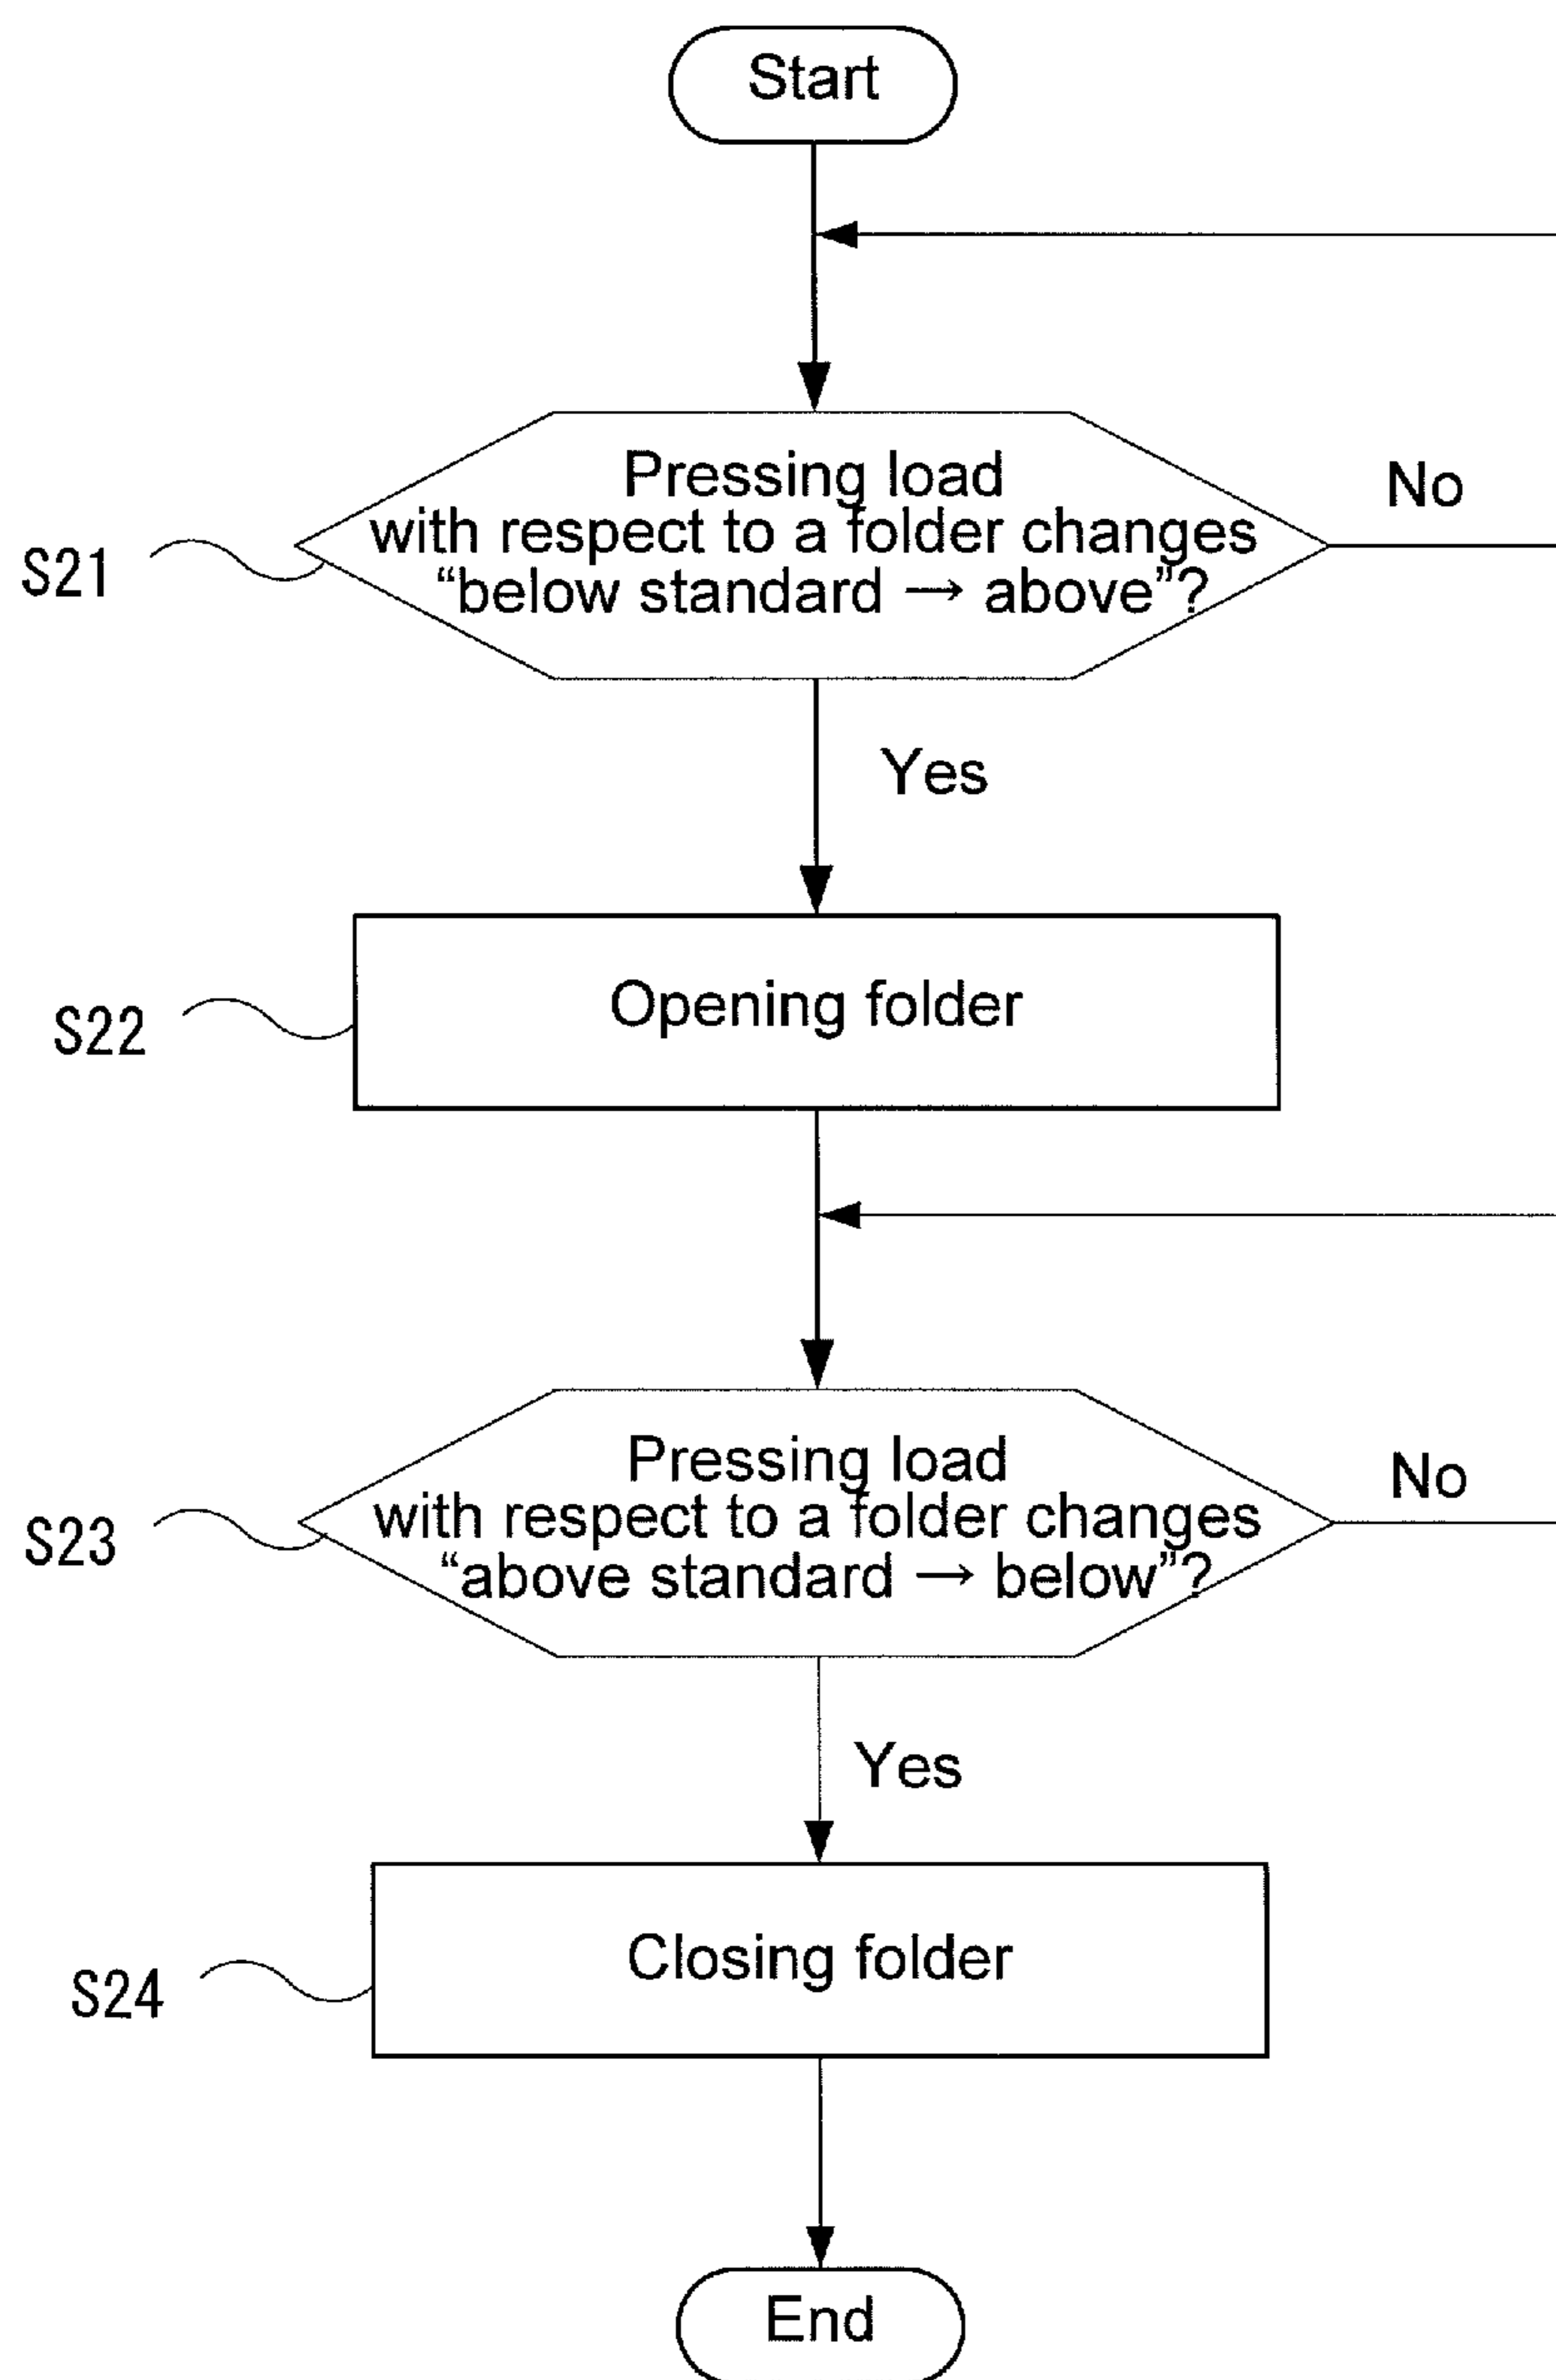 Start
Pressing load
with respect to a folder changes
“below standard → above”?
No
S21
Yes
Opening folder
S22
Pressing load
with respect to a folder changes
“above standard → below”?
No
S23
Yes
Closing folder
S24
End